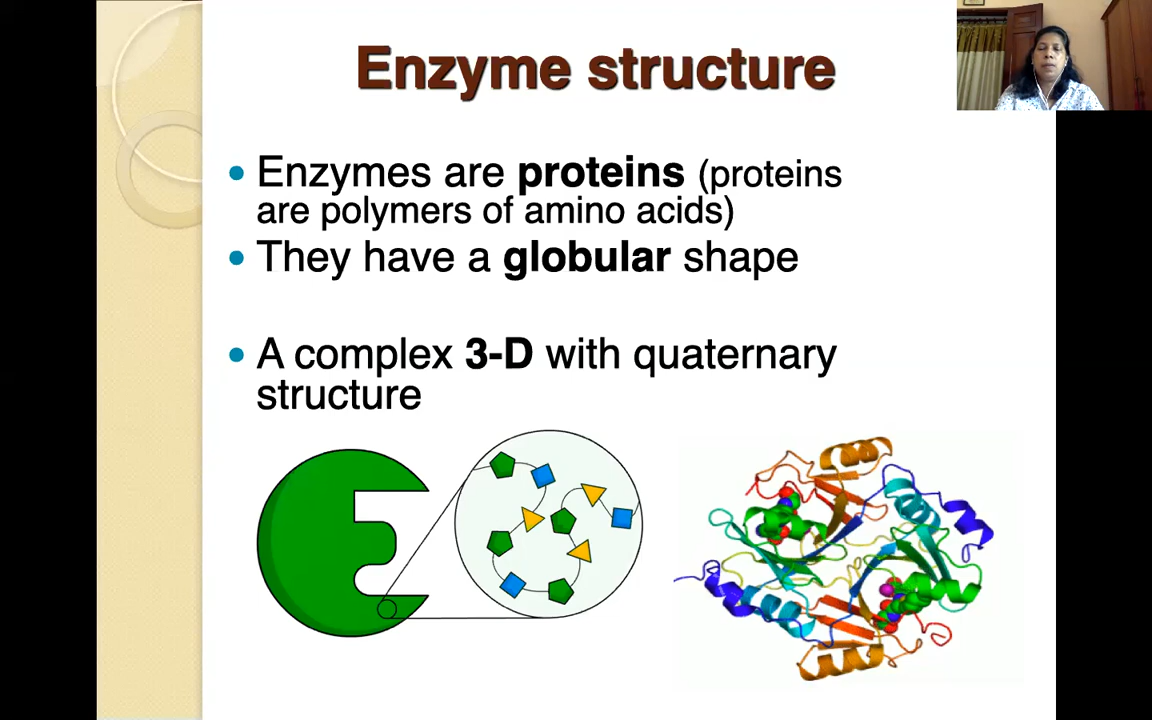 Enzyme structure
• Enzymes are proteins (proteins
are polymers of amino acids)
• They have a globular shape
• A complex 3-D with quaternary
structure